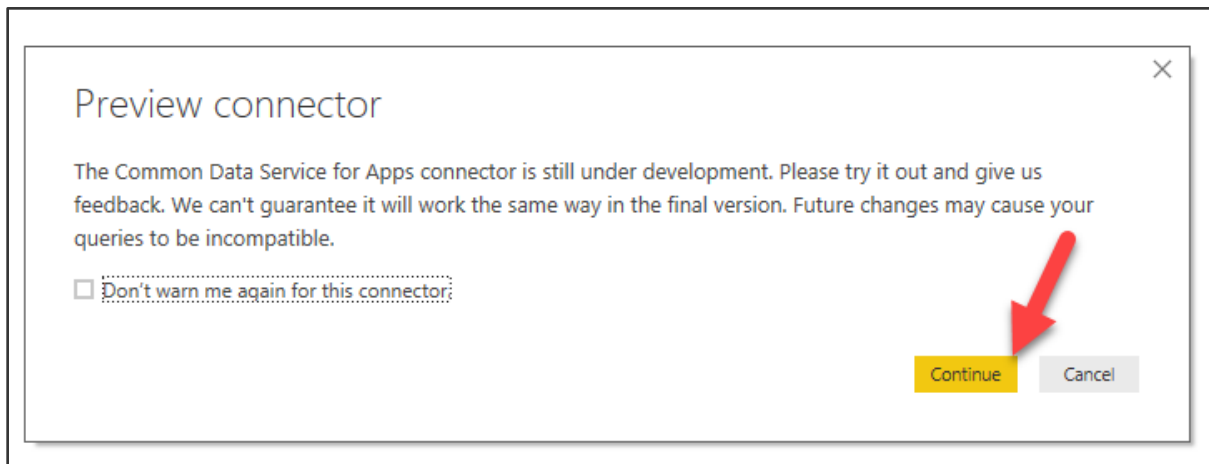 Preview connector
The Common Data Service for Apps connector is still under development. Please try it out and give us
feedback. We can't guarantee it will work the same way in the final version. Future changes may cause your
queries to be incompatible.
Don't warn me again for this connector.
Continue Cancel